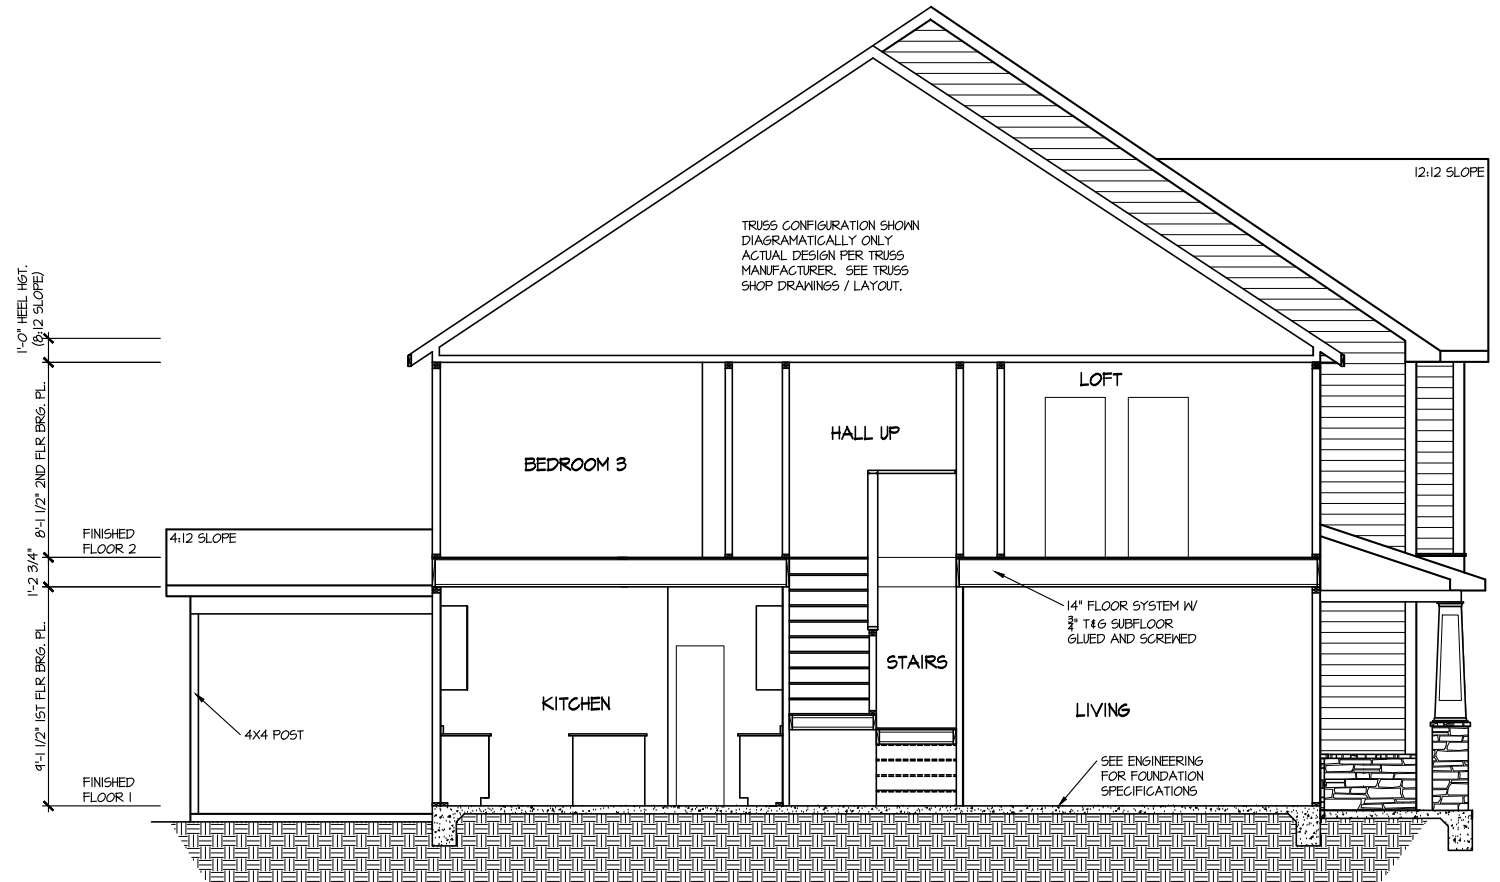 12:12 SLOPE
TRUSS CONFIGURATION SHOWN
DIAGRAMATICALLY ONLY
ACTUAL DESIGN PER TRUSS
MANUFACTURER. SEE TRUSS
SHOP DRAWINGS / LAYOUT.
1'-0" HEEL HGT.
(8:12 SLOPE)
8'-1 1/2" 2ND FLR BRG. PL.
1'-2 3/4"
9'-1 1/2" 1ST FLR BRG. PL.
LOFT
HALL UP
BEDROOM 3
FINISHED
FLOOR 2
4:12 SLOPE
14" FLOOR SYSTEM W/
3/4" T&G SUBFLOOR
GLUED AND SCREWED
STAIRS
KITCHEN
LIVING
4X4 POST
SEE ENGINEERING
FOR FOUNDATION
SPECIFICATIONS
FINISHED
FLOOR 1